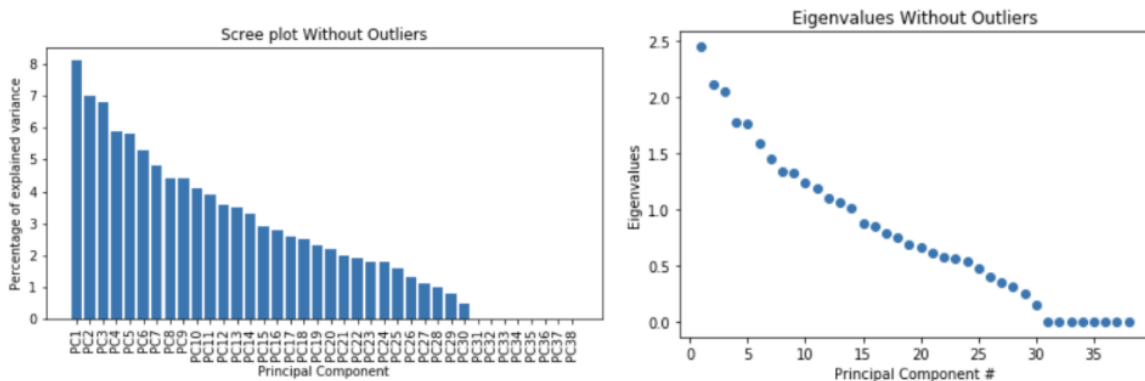 Scree plot Without Outliers
Percentage of explained variance
8
7
6
5
4
3
2
1
0
PC1
PC2
PC3
PC4
PC5
PC6
PC7
PC8
PC9
PC10
PC11
PC12
PC13
PC14
PC15
PC16
PC17
PC18
PC19
PC20
PC21
PC22
PC23
PC24
PC25
PC26
PC27
PC28
PC29
PC30
PC31
PC32
PC33
PC34
PC35
PC36
PC37
PC38
Principal Component
Eigenvalues Without Outliers
Eigenvalues
2.5
2.0
1.5
1.0
0.5
0.0
0 5 10 15 20 25 30 35
Principal Component #